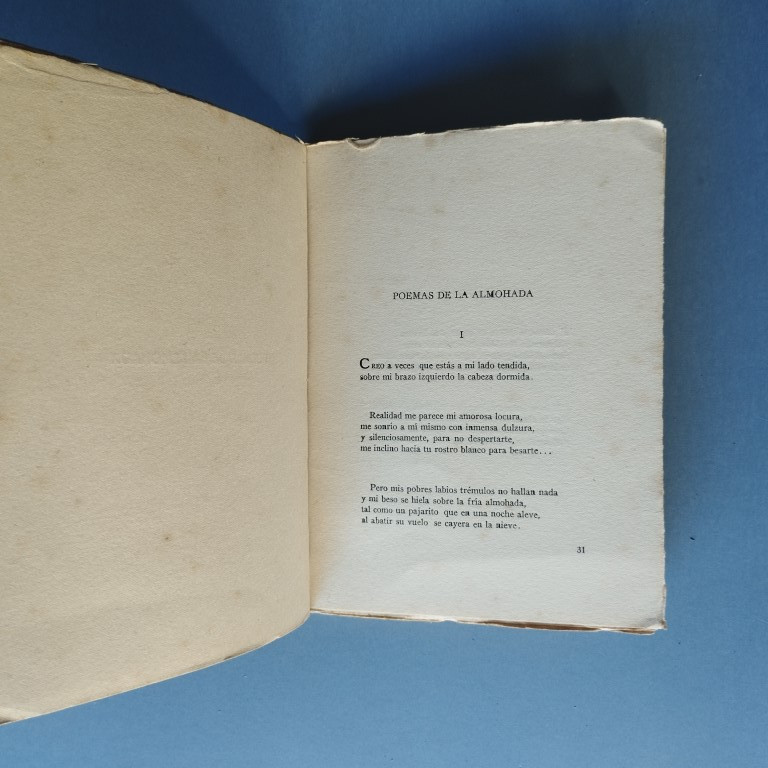 POEMAS DE LA ALMOHADA
I
CREO a veces que estás a mi lado tendida,
sobre mi brazo izquierdo la cabeza dormida.
Realidad me parece mi amorosa locura,
me sonrío a mí mismo con inmensa dulzura,
y silenciosamente, para no despertarte,
me inclino hacia tu rostro blanco para besarte...
Pero mis pobres labios trémulos no hallan nada
y mi beso se hiela sobre la fría almohada,
tal como un pajarito que en una noche aleve,
al abatir su vuelo se cayera en la nieve.
31